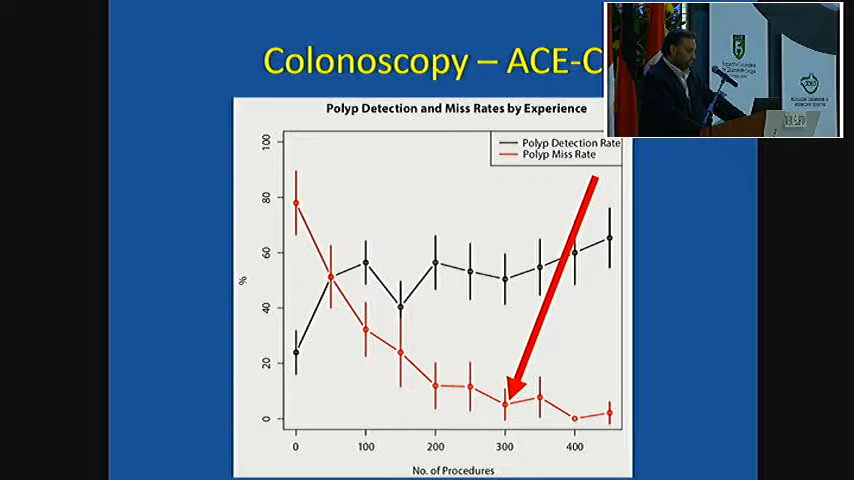 Colonoscopy – ACE-C
Polyp Detection and Miss Rates by Experience
Polyp Detection Rate
Polyp Miss Rate
100
80
60
40
20
0
%
0
100
200
300
400
No. of Procedures